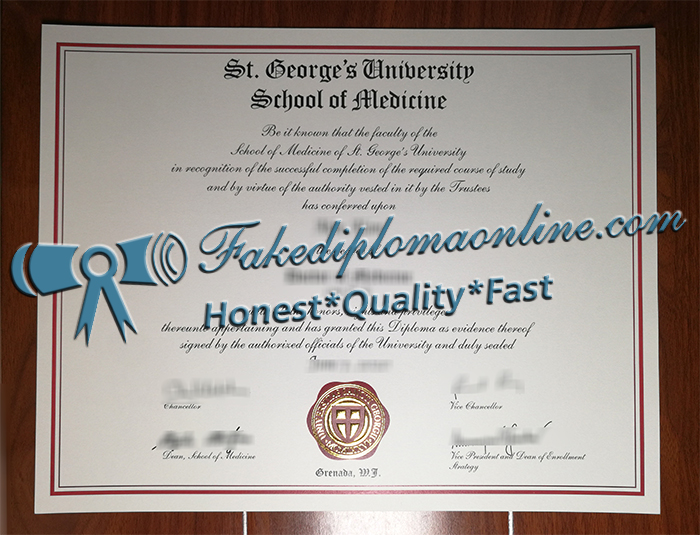 St. George's University
School of Medicine
Be it known that the faculty of the
School of Medicine of St. George's University
in recognition of the successful completion of the required course of study
and by virtue of the authority vested in it by the Trustees
has conferred upon
Fakediplomaonline.com
Honest*Quality*Fast
thereunto appertaining and has granted this Diploma as evidence thereof
signed by the authorized officials of the University and duly sealed
Chancellor
Vice Chancellor
Dean, School of Medicine
Vice President and Dean of Enrollment
Strategy
Grenada, W.I.